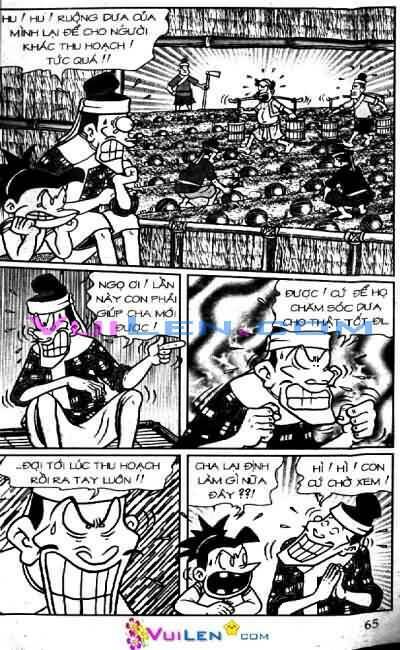 HU! HU! RUỘNG DƯA CỦA
MÌNH LẠI ĐỂ CHO NGƯỜI
KHÁC THU HOẠCH!
TỨC QUÁ!!
NGỌ ƠI! LẦN
NÀY CON PHẢI
GIÚP CHA MỚI
ĐƯỢC!
ĐƯỢC! CỨ ĐỂ HỌ
CHĂM SÓC DƯA
CHO THẬT TỐT ĐI..
VUILEN.COM
..ĐỢI TỚI LÚC THU HOẠCH
RỒI RA TAY LUÔN!!
CHA LẠI ĐỊNH
LÀM GÌ NỮA
ĐÂY??!
HÌ! HÌ! CON
CỨ CHỜ XEM!
65
VUILEN.COM